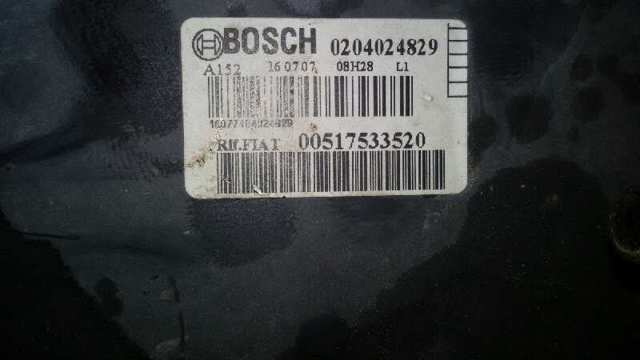 BOSCH 0204024829
A152 160707 08H28 L1
Rif.FIAT 00517533520